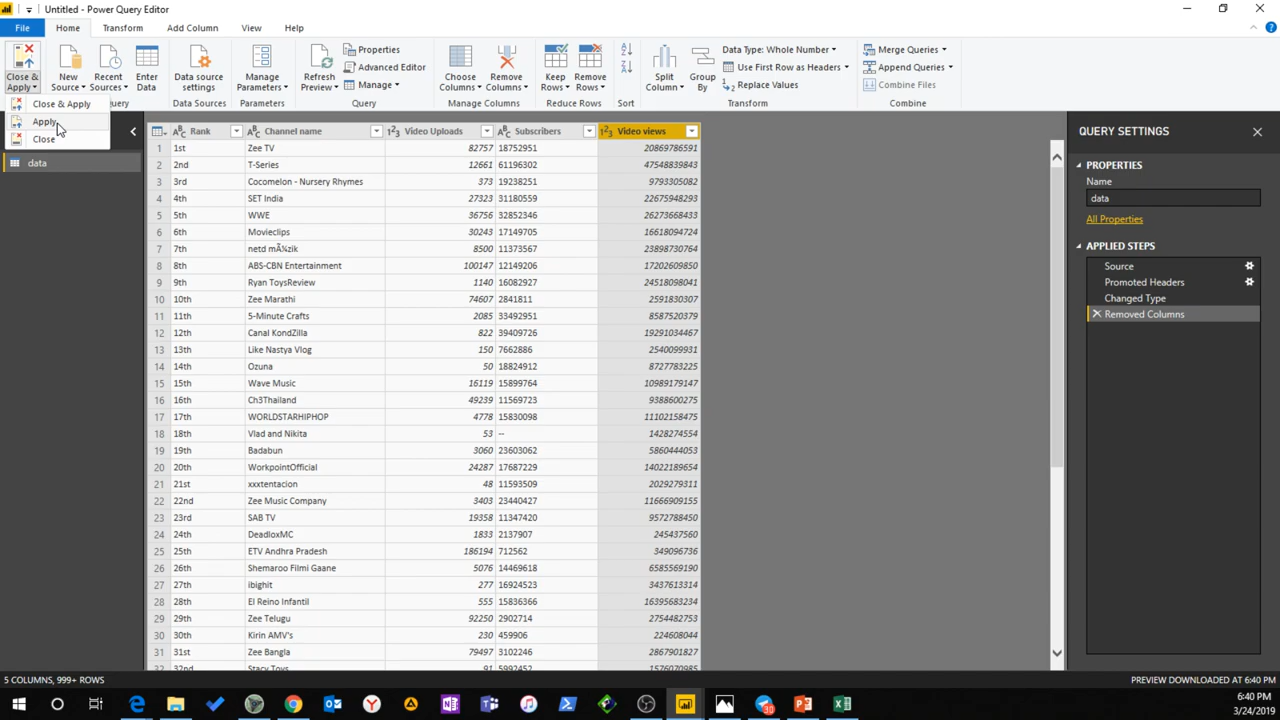 Untitled - Power Query Editor
File Home Transform Add Column View Help
Close & Apply
New Source
Recent Sources
Enter Data
Data source settings
Manage Parameters
Refresh Preview
Properties
Advanced Editor
Manage
Choose Columns
Remove Columns
Keep Rows
Remove Rows
Split Column
Group By
Data Type: Whole Number
Use First Row as Headers
Replace Values
Merge Queries
Append Queries
Combine Files
Query Data Sources Parameters Query Manage Columns Reduce Rows Sort Transform Combine
Close & Apply
Apply
Close
data
Rank Channel name Video Uploads Subscribers Video views
1 1st Zee TV 82757 18752951 20869786591
2 2nd T-Series 12661 61196302 47548839843
3 3rd Cocomelon - Nursery Rhymes 373 19238251 9793305082
4 4th SET India 27323 31180559 22675948293
5 5th WWE 36756 32852346 26273668433
6 6th Movieclips 30243 17149705 16618094724
7 7th netd mÃ¼zik 8500 11373567 23898730764
8 8th ABS-CBN Entertainment 100147 12149206 17202609850
9 9th Ryan ToysReview 1140 16082927 24518098041
10 10th Zee Marathi 74607 2841811 2591830307
11 11th 5-Minute Crafts 2085 33492951 8587520379
12 12th Canal KondZilla 822 39409726 19291034467
13 13th Like Nastya Vlog 150 7662886 2540099931
14 14th Ozuna 50 18824912 8727783225
15 15th Wave Music 16119 15899764 10989179147
16 16th Ch3Thailand 49239 11569723 9388600275
17 17th WORLDSTARHIPHOP 4778 15830098 11102158475
18 18th Vlad and Nikita 53 -- 1428274554
19 19th Badabun 3060 23603062 5860444053
20 20th WorkpointOfficial 24287 17687229 14022189654
21 21st xxxtentacion 48 11593509 2029279311
22 22nd Zee Music Company 3403 23440427 11666909155
23 23rd SAB TV 19358 11347420 9572788450
24 24th DeadloxMC 1833 2137907 245437560
25 25th ETV Andhra Pradesh 186194 712562 349096736
26 26th Shemaroo Filmi Gaane 5076 14469618 6585569190
27 27th ibighit 277 16924523 3437613314
28 28th El Reino Infantil 555 15836366 16395683234
29 29th Zee Telugu 92250 2902714 2754482753
30 30th Kirin AMV's 230 459906 224608044
31 31st Zee Bangla 79497 3102246 2867901827
32 32nd Stacy Toys 91 5992452 1576070985
QUERY SETTINGS
PROPERTIES
Name
data
All Properties
APPLIED STEPS
Source
Promoted Headers
Changed Type
Removed Columns
5 COLUMNS, 999+ ROWS PREVIEW DOWNLOADED AT 6:40 PM
6:40 PM
3/24/2019